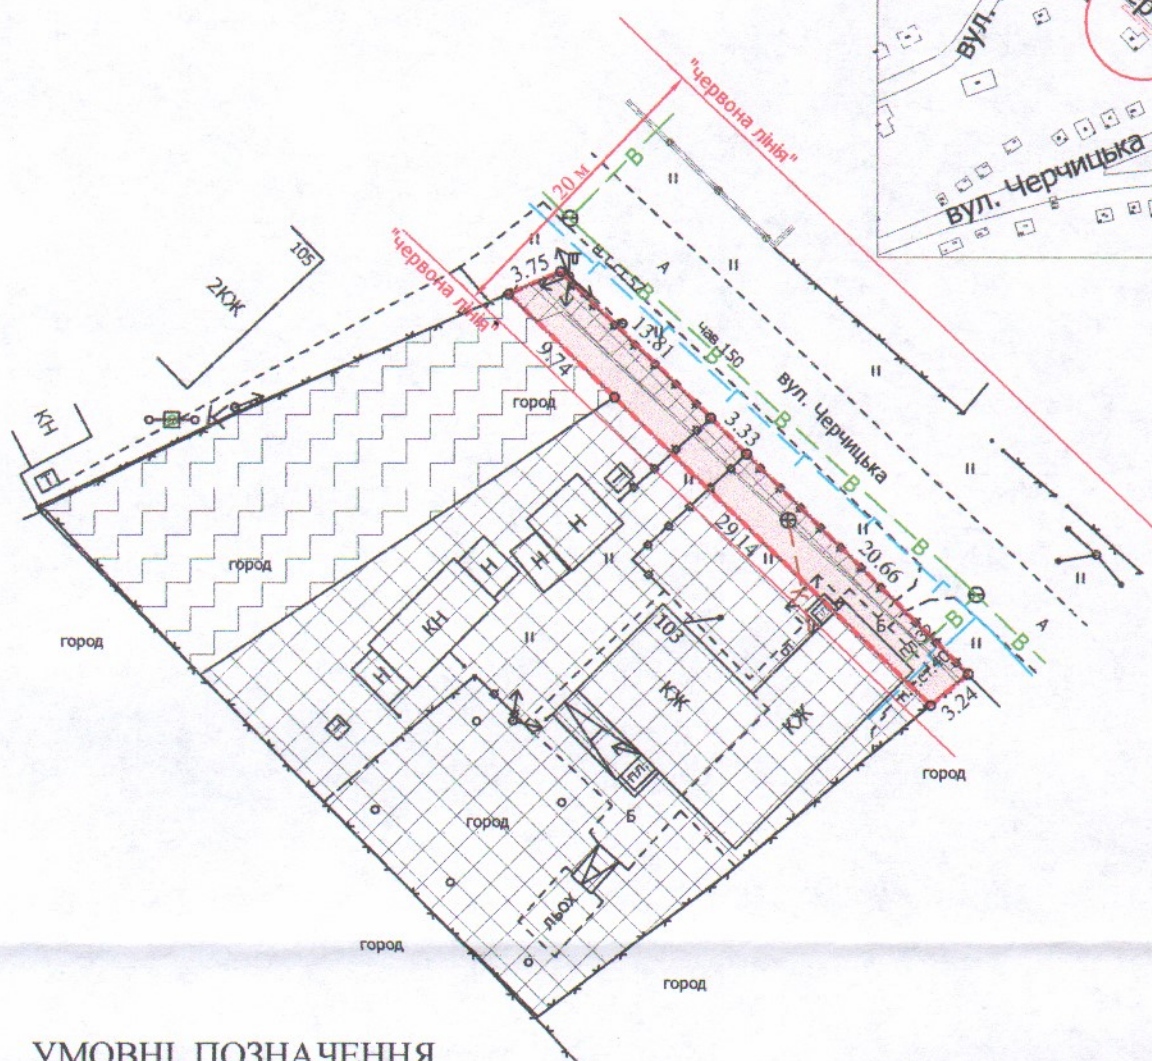 вул.
вул. Черчицька
"червона лінія"
20 м
В
"червона лінія"
3.75
105
2КЖ
А
13.81
чав.150
В
В
9.74
вул. Черчицька
3.33
КН
Т
город
В
29.14
20.66
В
Н
Н
Н
КН
Н
город
город
Т
103
КЖ
КЖ
Б
В
В
А
3.24
пл.
город
город
Б
ЛЬОХ
город
город
УМОВНІ ПОЗНАЧЕННЯ